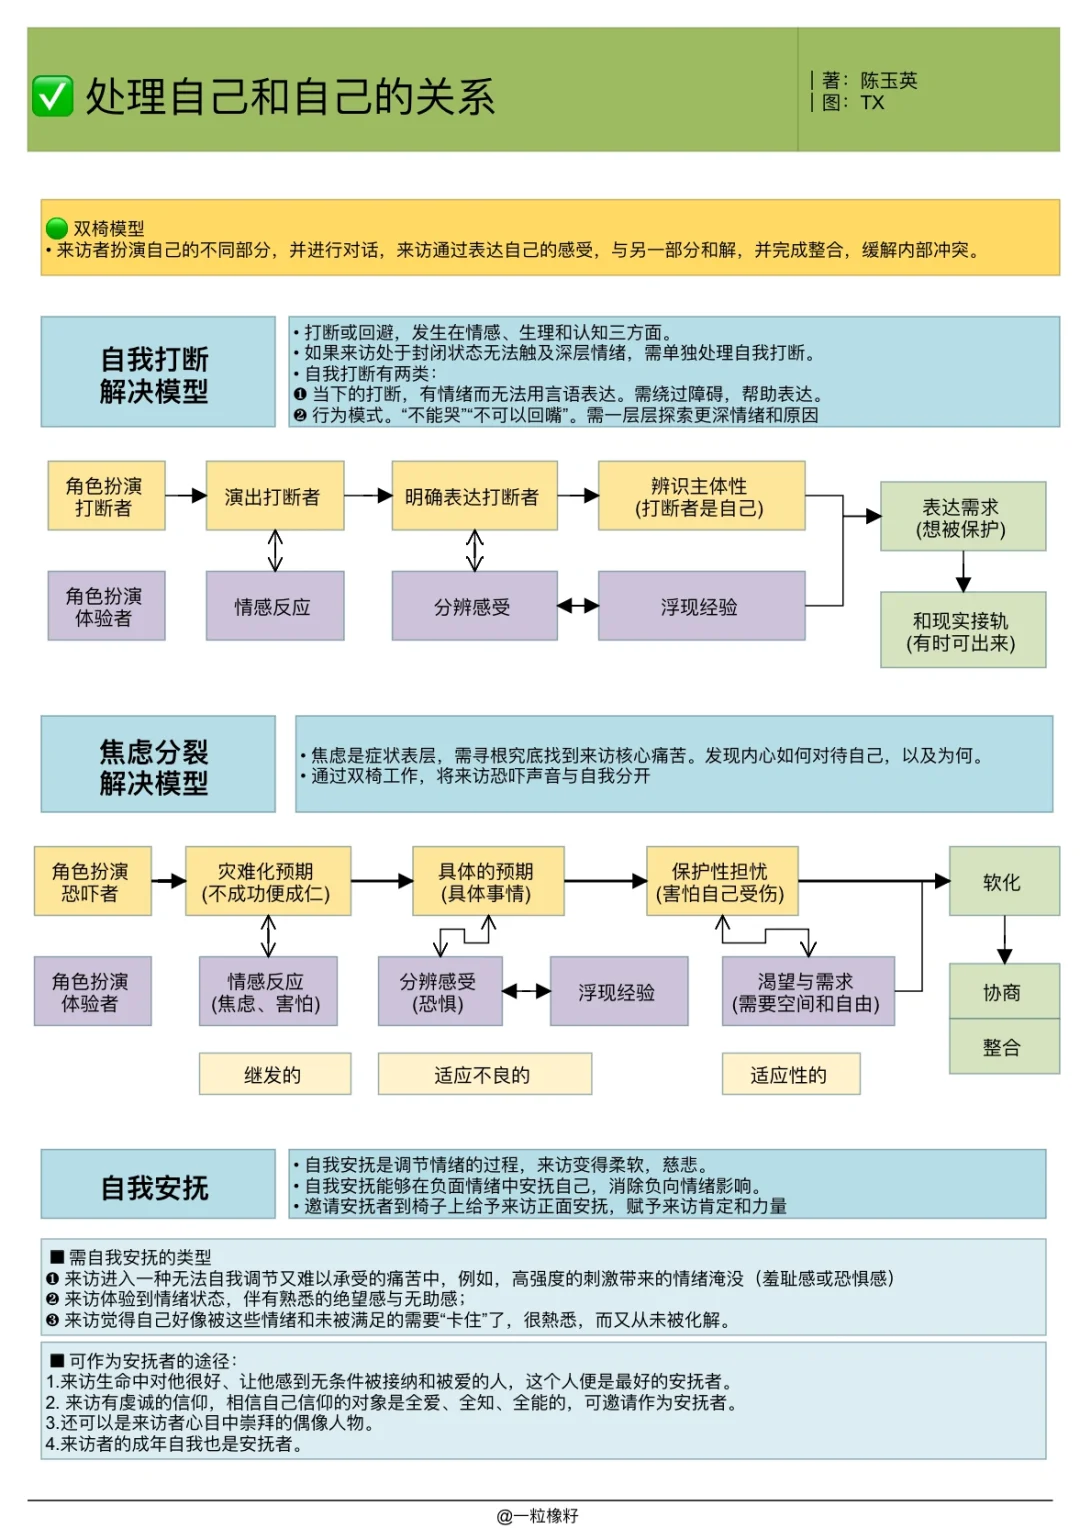 ✅ 处理自己和自己的关系
| 著：陈玉英
| 图：TX
🟢 双椅模型
• 来访者扮演自己的不同部分，并进行对话，来访通过表达自己的感受，与另一部分和解，并完成整合，缓解内部冲突。
自我打断
解决模型
• 打断或回避，发生在情感、生理和认知三方面。
• 如果来访处于封闭状态无法触及深层情绪，需单独处理自我打断。
• 自我打断有两类：
❶ 当下的打断，有情绪而无法用言语表达。需绕过障碍，帮助表达。
❷ 行为模式。“不能哭”“不可以回嘴”。需一层层探索更深情绪和原因
角色扮演
打断者
演出打断者
明确表达打断者
辨识主体性
(打断者是自己)
表达需求
(想被保护)
角色扮演
体验者
情感反应
分辨感受
浮现经验
和现实接轨
(有时可出来)
焦虑分裂
解决模型
• 焦虑是症状表层，需寻根究底找到来访核心痛苦。发现内心如何对待自己，以及为何。
• 通过双椅工作，将来访恐吓声音与自我分开
角色扮演
恐吓者
灾难化预期
(不成功便成仁)
具体的预期
(具体事情)
保护性担忧
(害怕自己受伤)
软化
角色扮演
体验者
情感反应
(焦虑、害怕)
分辨感受
(恐惧)
浮现经验
渴望与需求
(需要空间和自由)
协商
整合
继发的
适应不良的
适应性的
自我安抚
• 自我安抚是调节情绪的过程，来访变得柔软，慈悲。
• 自我安抚能够在负面情绪中安抚自己，消除负向情绪影响。
• 邀请安抚者到椅子上给予来访正面安抚，赋予来访肯定和力量
■ 需自我安抚的类型
❶ 来访进入一种无法自我调节又难以承受的痛苦中，例如，高强度的刺激带来的情绪淹没（羞耻感或恐惧感）
❷ 来访体验到情绪状态，伴有熟悉的绝望感与无助感；
❸ 来访觉得自己好像被这些情绪和未被满足的需要“卡住”了，很熟悉，而又从未被化解。
■ 可作为安抚者的途径：
1.来访生命中对他很好、让他感到无条件被接纳和被爱的人，这个人便是最好的安抚者。
2. 来访有虔诚的信仰，相信自己信仰的对象是全爱、全知、全能的，可邀请作为安抚者。
3.还可以是来访者心目中崇拜的偶像人物。
4.来访者的成年自我也是安抚者。
@一粒橡籽